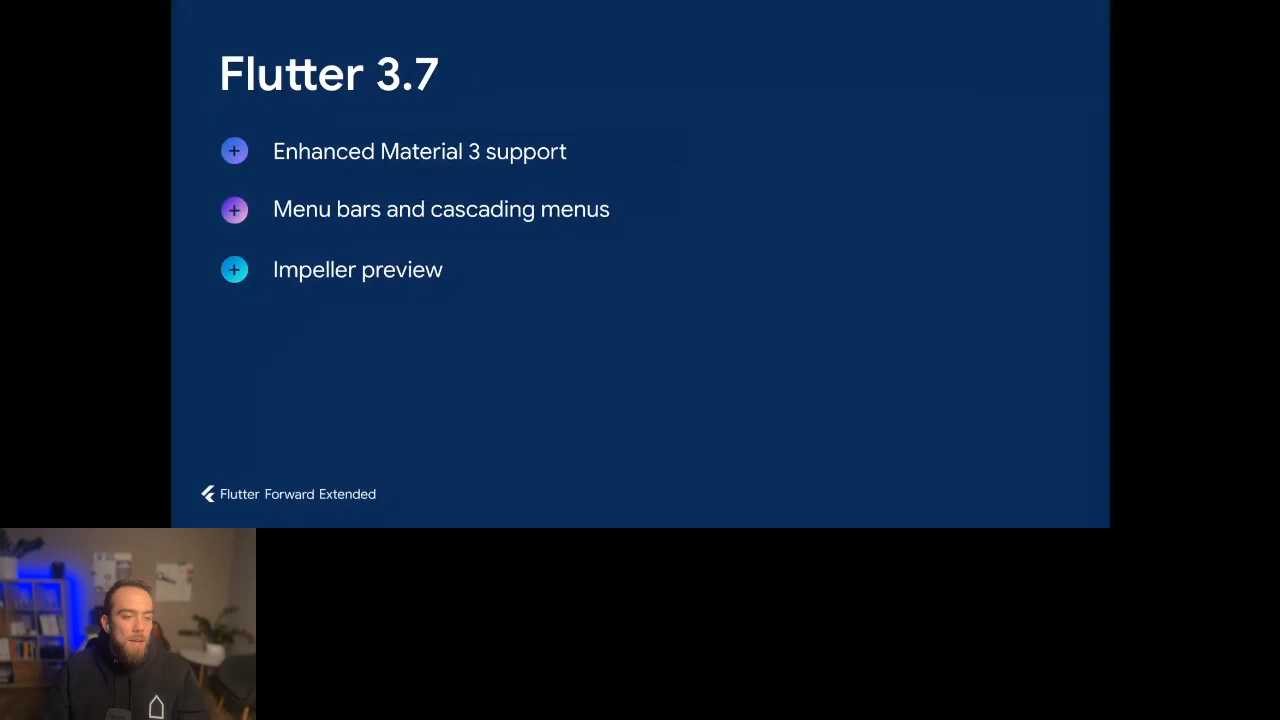 Flutter 3.7
Enhanced Material 3 support
Menu bars and cascading menus
Impeller preview
Flutter Forward Extended